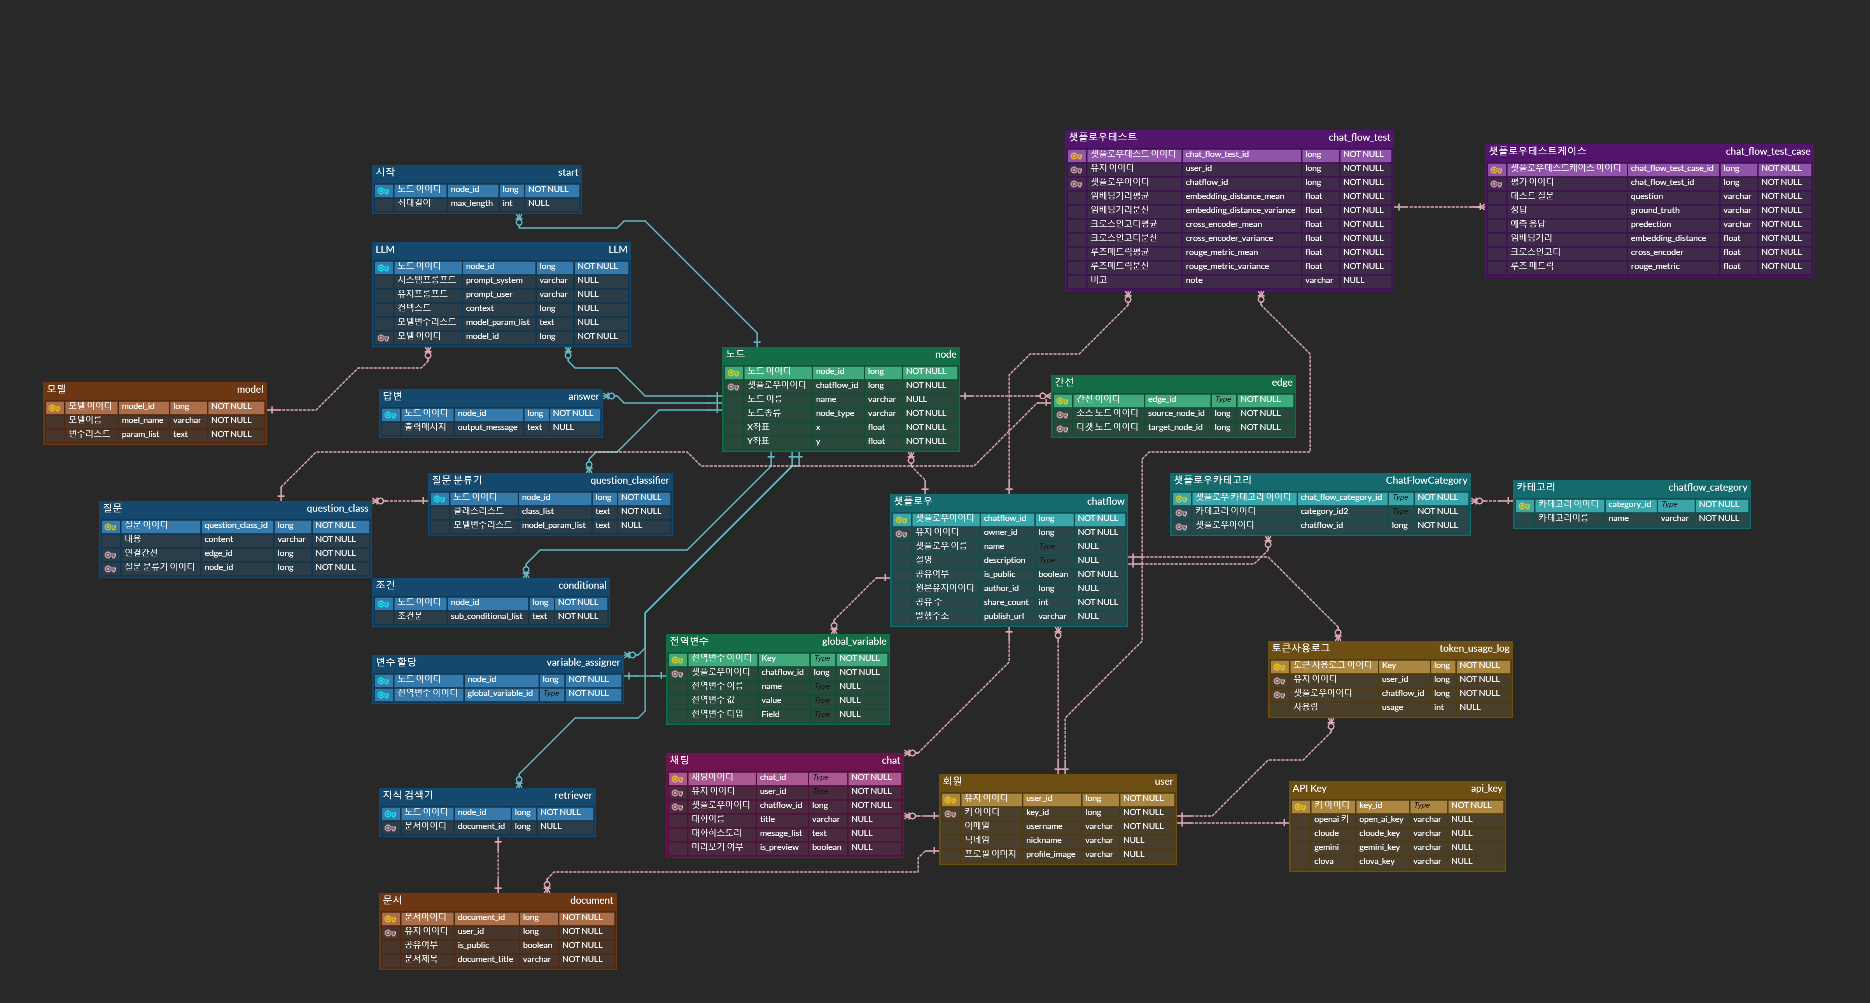 챗플로우테스트 chat_flow_test
챗플로우테스트 아이디 chat_flow_test_id long NOT NULL
유저 아이디 user_id long NOT NULL
챗플로우아이디 chatflow_id long NOT NULL
임베딩거리평균 embedding_distance_mean float NOT NULL
임베딩거리분산 embedding_distance_variance float NOT NULL
크로스인코더평균 cross_encoder_mean float NOT NULL
크로스인코더분산 cross_encoder_variance float NOT NULL
루즈메트릭평균 rouge_metric_mean float NOT NULL
루즈메트릭분산 rouge_metric_variance float NOT NULL
비고 note varchar NULL
챗플로우테스트케이스 chat_flow_test_case
챗플로우테스트케이스 아이디 chat_flow_test_case_id long NOT NULL
평가 아이디 chat_flow_test_id long NOT NULL
테스트 질문 question varchar NOT NULL
정답 ground_truth varchar NOT NULL
예측 응답 predection varchar NOT NULL
임베딩거리 embedding_distance float NOT NULL
크로스인코더 cross_encoder float NOT NULL
루즈 메트릭 rouge_metric float NOT NULL
시작 start
노드 아이디 node_id long NOT NULL
최대길이 max_length int NULL
LLM LLM
노드 아이디 node_id long NOT NULL
시스템프롬프트 prompt_system varchar NULL
유저프롬프트 prompt_user varchar NULL
컨텍스트 context long NULL
모델변수리스트 model_param_list text NULL
모델 아이디 model_id long NOT NULL
노드 node
노드 아이디 node_id long NOT NULL
챗플로우아이디 chatflow_id long NOT NULL
노드 이름 name varchar NULL
노드종류 node_type varchar NOT NULL
X좌표 x float NOT NULL
Y좌표 y float NOT NULL
간선 edge
간선 아이디 edge_id Type NOT NULL
소스 노드 아이디 source_node_id long NOT NULL
타겟 노드 아이디 target_node_id long NOT NULL
모델 model
모델 아이디 model_id long NOT NULL
모델이름 moel_name varchar NOT NULL
변수리스트 param_list text NOT NULL
답변 answer
노드 아이디 node_id long NOT NULL
출력메시지 output_message text NULL
질문 분류기 question_classifier
노드 아이디 node_id long NOT NULL
클래스리스트 class_list text NOT NULL
모델변수리스트 model_param_list text NULL
질문 question_class
질문 아이디 question_class_id long NOT NULL
내용 content varchar NOT NULL
연결간선 edge_id long NOT NULL
질문 분류기 아이디 node_id long NOT NULL
챗플로우 chatflow
챗플로우아이디 chatflow_id long NOT NULL
유저 아이디 owner_id long NOT NULL
챗플로우 이름 name Type NULL
설명 description Type NULL
공유여부 is_public boolean NOT NULL
원본유저아이디 author_id long NULL
공유 수 share_count int NOT NULL
발행주소 publish_url varchar NULL
챗플로우카테고리 ChatFlowCategory
챗플로우카테고리 아이디 chat_flow_category_id Type NOT NULL
카테고리 아이디 category_id2 Type NOT NULL
챗플로우아이디 chatflow_id long NOT NULL
카테고리 chatflow_category
카테고리 아이디 category_id Type NOT NULL
카테고리이름 name varchar NOT NULL
조건 conditional
노드 아이디 node_id long NOT NULL
조건문 sub_conditional_list text NOT NULL
변수 할당 variable_assigner
노드 아이디 node_id long NOT NULL
전역변수 아이디 global_variable_id Type NOT NULL
전역변수 global_variable
전역변수 아이디 Key Type NOT NULL
챗플로우아이디 chatflow_id long NOT NULL
전역변수 이름 name Type NULL
전역변수 값 value Type NULL
전역변수 타입 Field Type NULL
토큰사용로그 token_usage_log
토큰 사용로그 아이디 Key long NOT NULL
유저 아이디 user_id long NOT NULL
챗플로우아이디 chatflow_id long NOT NULL
사용량 usage int NULL
채팅 chat
채팅아이디 chat_id Type NOT NULL
유저 아이디 user_id Type NOT NULL
챗플로우아이디 chatflow_id long NOT NULL
대화이름 title varchar NULL
대화히스토리 mesage_list text NULL
미리보기 여부 is_preview boolean NULL
회원 user
유저 아이디 user_id long NOT NULL
키 아이디 key_id long NOT NULL
이메일 username varchar NOT NULL
닉네임 nickname varchar NULL
프로필 이미지 profile_image varchar NULL
API Key api_key
키 아이디 key_id Type NOT NULL
openai 키 open_ai_key varchar NULL
cloude cloude_key varchar NULL
gemini gemini_key varchar NULL
clova clova_key varchar NULL
지식 검색기 retriever
노드 아이디 node_id long NOT NULL
문서아이디 document_id long NULL
문서 document
문서아이디 document_id long NOT NULL
유저 아이디 user_id long NOT NULL
공유여부 is_public boolean NOT NULL
문서제목 document_title varchar NOT NULL